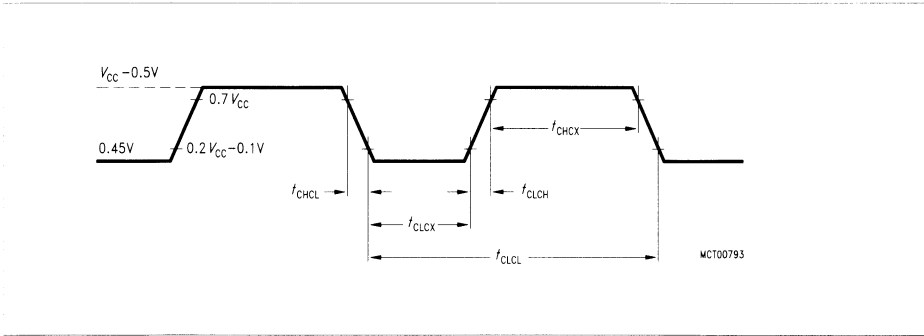 V_CC −0.5V
0.7 V_CC
0.45V
0.2 V_CC−0.1V
t_CHCX
t_CHCL
t_CLCH
t_CLCX
t_CLCL
MCT00793